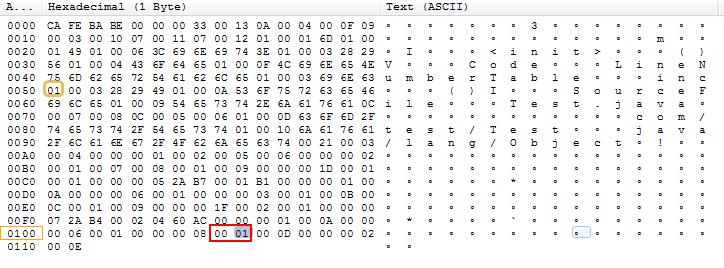 A... Hexadecimal (1 Byte) Text (ASCII)
0000 CA FE BA BE 00 00 00 33 00 13 0A 00 04 00 0F 09 ° ° ° ° ° ° ° 3 ° ° ° ° ° ° ° °
0010 00 03 00 10 07 00 11 07 00 12 01 00 01 6D 01 00 ° ° ° ° ° ° ° ° ° ° ° ° ° m ° °
0020 01 49 01 00 06 3C 69 6E 69 74 3E 01 00 03 28 29 ° I ° ° ° < i n i t > ° ° ° ( )
0030 56 01 00 04 43 6F 64 65 01 00 0F 4C 69 6E 65 4E V ° ° ° C o d e ° ° ° L i n e N
0040 75 6D 62 65 72 54 61 62 6C 65 01 00 03 69 6E 63 u m b e r T a b l e ° ° ° i n c
0050 01 00 03 28 29 49 01 00 0A 53 6F 75 72 63 65 46 ° ° ° ( ) I ° ° ° S o u r c e F
0060 69 6C 65 01 00 09 54 65 73 74 2E 6A 61 76 61 0C i l e ° ° ° T e s t . j a v a °
0070 00 07 00 08 0C 00 05 00 06 01 00 0D 63 6F 6D 2F ° ° ° ° ° ° ° ° ° ° ° ° c o m /
0080 74 65 73 74 2F 54 65 73 74 01 00 10 6A 61 76 61 t e s t / T e s t ° ° ° j a v a
0090 2F 6C 61 6E 67 2F 4F 62 6A 65 63 74 00 21 00 03 / l a n g / O b j e c t ° ! ° °
00A0 00 04 00 00 00 01 00 02 00 05 00 06 00 00 00 02 ° ° ° ° ° ° ° ° ° ° ° ° ° ° ° °
00B0 00 01 00 07 00 08 00 01 00 09 00 00 00 1D 00 01 ° ° ° ° ° ° ° ° ° ° ° ° ° ° ° °
00C0 00 01 00 00 00 05 2A B7 00 01 B1 00 00 00 01 00 ° ° ° ° ° ° * ° ° ° ° ° ° ° ° °
00D0 0A 00 00 00 06 00 01 00 00 00 03 00 01 00 0B 00 ° ° ° ° ° ° ° ° ° ° ° ° ° ° ° °
00E0 0C 00 01 00 09 00 00 00 1F 00 02 00 01 00 00 00 ° ° ° ° ° ° ° ° ° ° ° ° ° ° ° °
00F0 07 2A B4 00 02 04 60 AC 00 00 00 01 00 0A 00 00 ° * ° ° ° ° ` ° ° ° ° ° ° ° ° °
0100 00 06 00 01 00 00 00 08 00 01 00 0D 00 00 00 02 ° ° ° ° ° ° ° ° ° ° ° ° ° ° ° °
0110 00 0E ° °